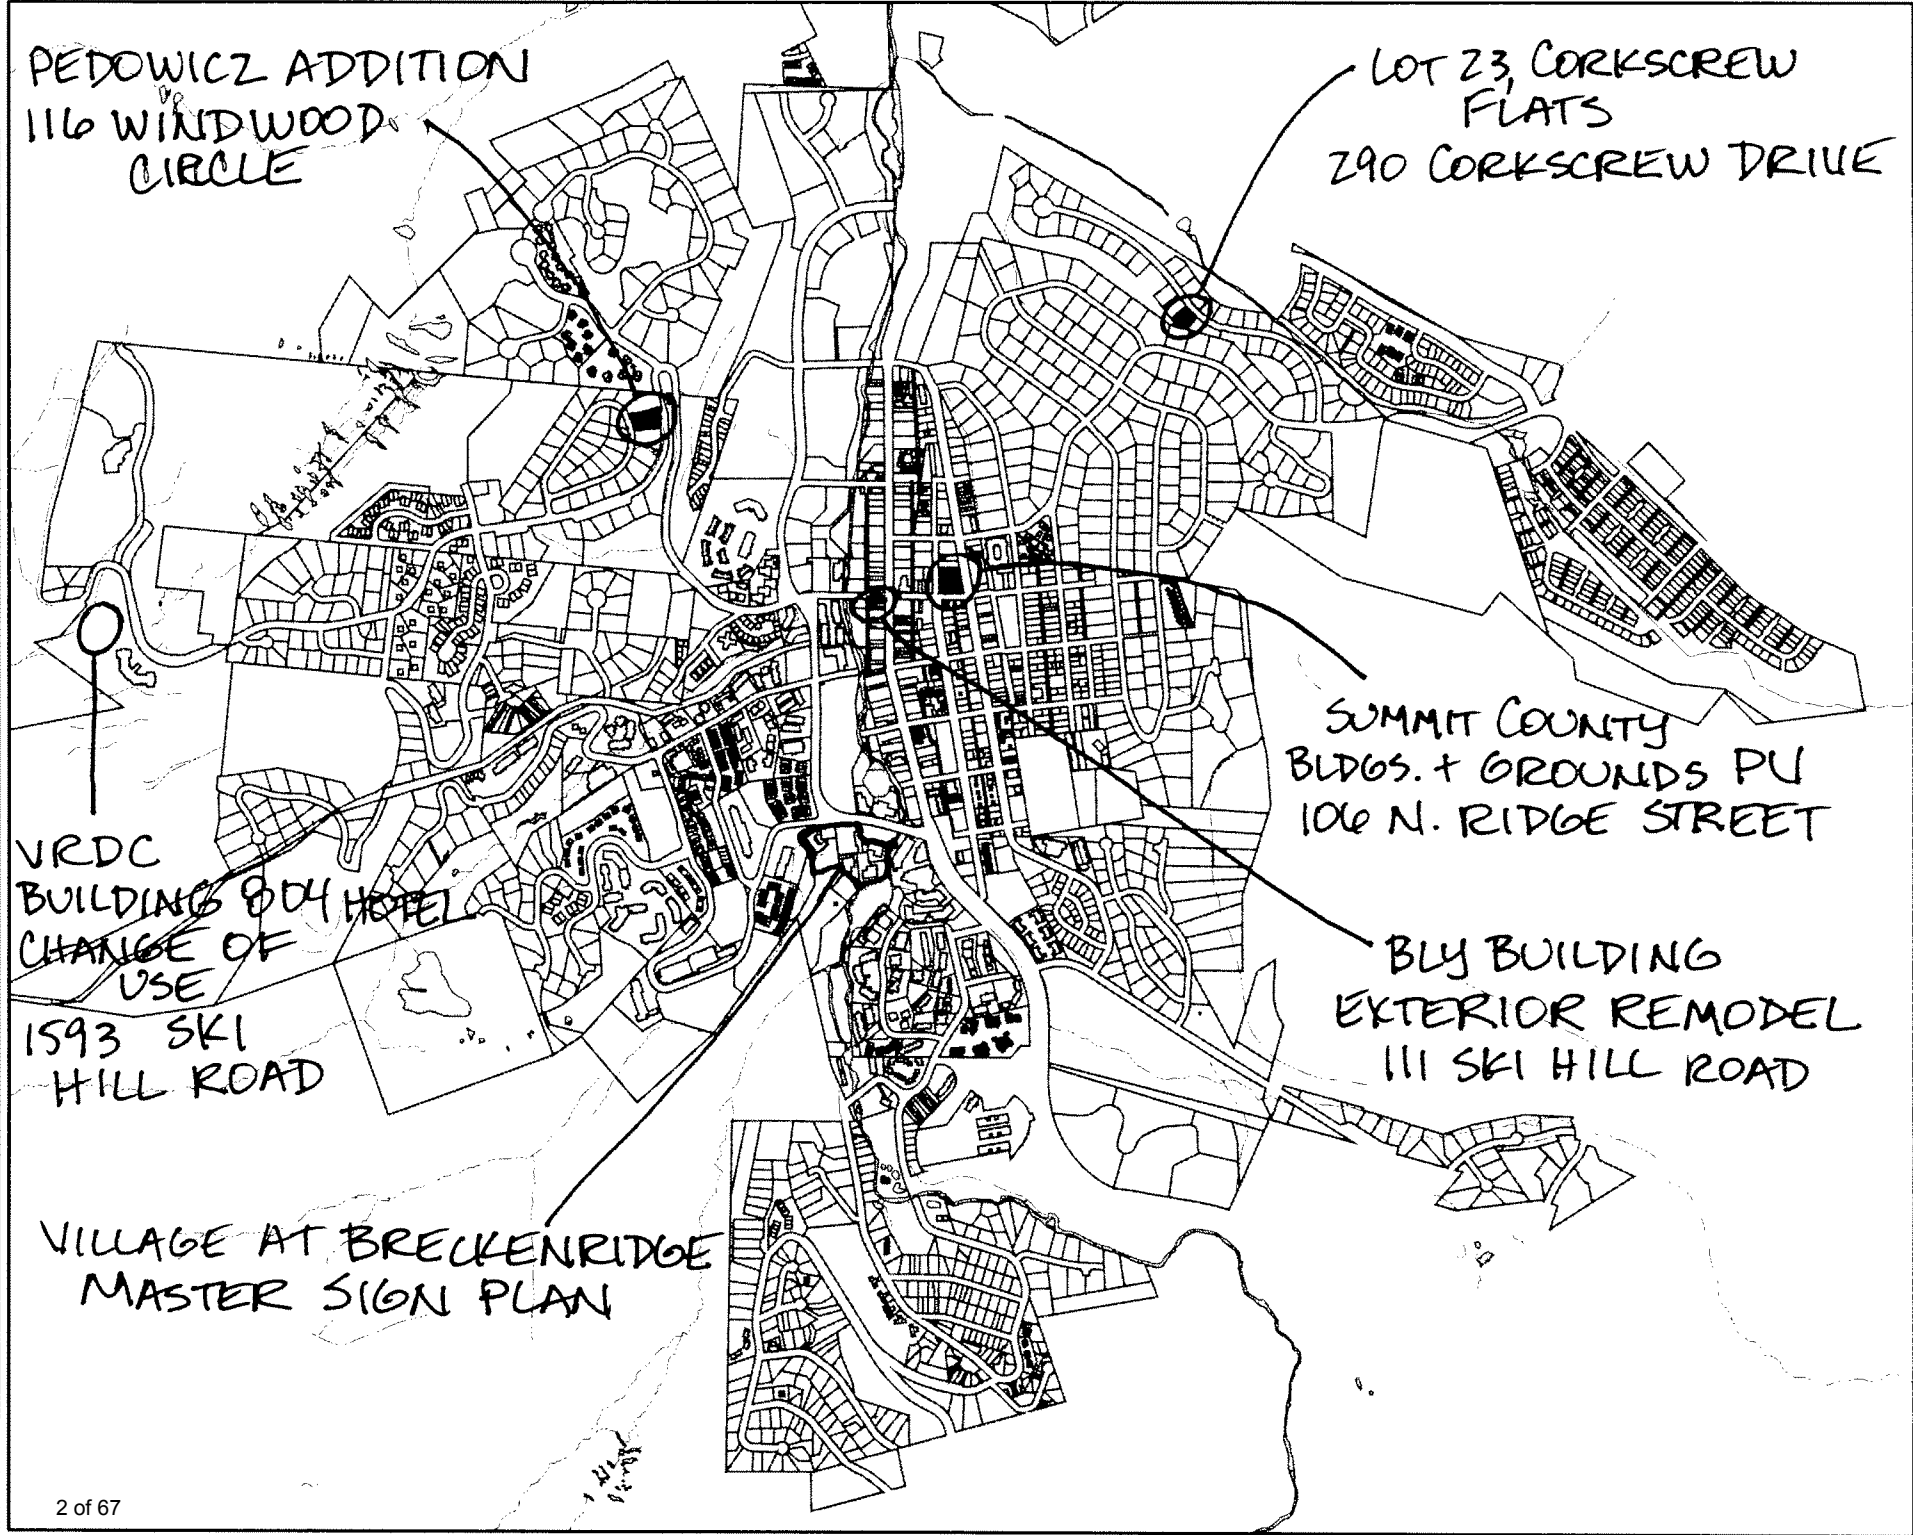 PEDOWICZ ADDITION
116 WINDWOOD
CIRCLE
LOT 23, CORKSCREW
FLATS
290 CORKSCREW DRIVE
SUMMIT COUNTY
BLDGS. + GROUNDS PU
106 N. RIDGE STREET
VRDC
BUILDING 804 HOTEL
CHANGE OF
USE
1593 SKI
HILL ROAD
BLY BUILDING
EXTERIOR REMODEL
111 SKI HILL ROAD
VILLAGE AT BRECKENRIDGE
MASTER SIGN PLAN
2 of 67